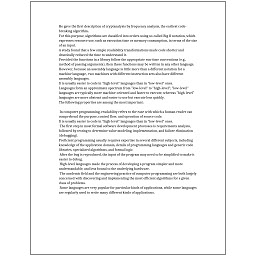 He gave the first description of cryptanalysis by frequency analysis, the earliest code-
breaking algorithm.
For this purpose algorithms are classified into orders using so-called Big O notation, which
expresses resource use, such as execution time or memory consumption, in terms of the size
of an input.
A study found that a few simple readability transformations made code shorter and
drastically reduced the time to understand it.
Provided the functions in a library follow the appropriate run-time conventions (e.g.,
method of passing arguments), then these functions may be written in any other language.
However, because an assembly language is little more than a different notation for a
machine language, two machines with different instruction sets also have different
assembly languages.
It is usually easier to code in "high-level" languages than in "low-level" ones.
Languages form an approximate spectrum from "low-level" to "high-level"; "low-level"
languages are typically more machine-oriented and faster to execute, whereas "high-level"
languages are more abstract and easier to use but execute less quickly.
The following properties are among the most important:

In computer programming, readability refers to the ease with which a human reader can
comprehend the purpose, control flow, and operation of source code.
It is usually easier to code in "high-level" languages than in "low-level" ones.
The first step in most formal software development processes is requirements analysis,
followed by testing to determine value modeling, implementation, and failure elimination
(debugging).
Proficient programming usually requires expertise in several different subjects, including
knowledge of the application domain, details of programming languages and generic code
libraries, specialized algorithms, and formal logic.
After the bug is reproduced, the input of the program may need to be simplified to make it
easier to debug.
High-level languages made the process of developing a program simpler and more
understandable, and less bound to the underlying hardware.
The academic field and the engineering practice of computer programming are both largely
concerned with discovering and implementing the most efficient algorithms for a given
class of problems.
Some languages are very popular for particular kinds of applications, while some languages
are regularly used to write many different kinds of applications.